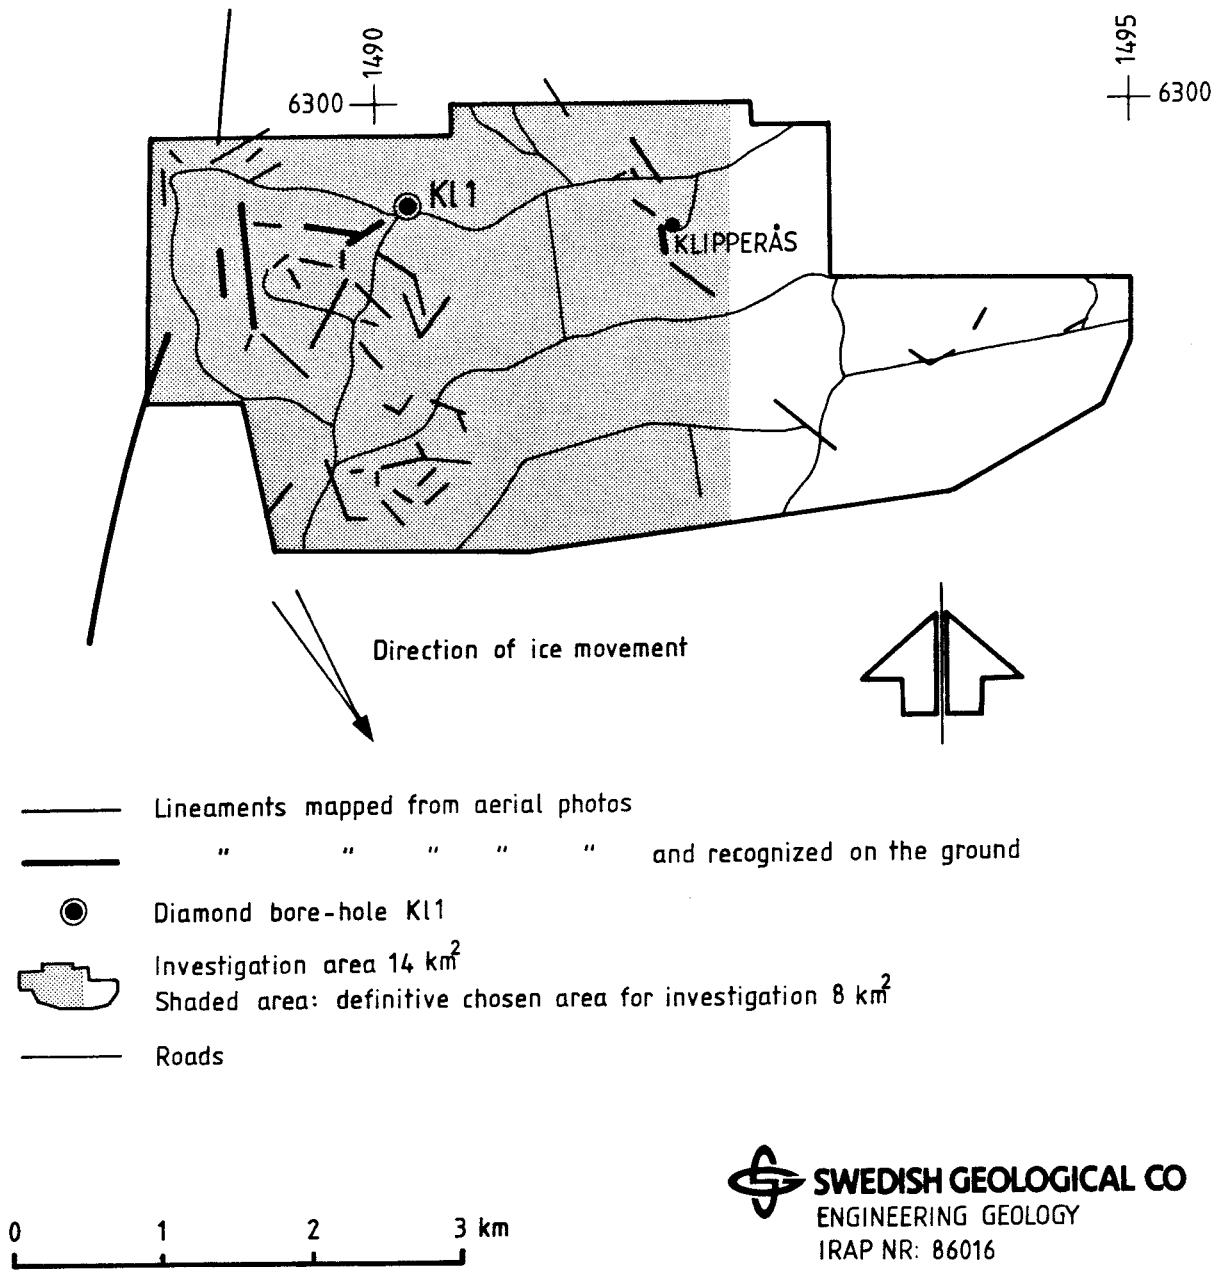 1490
1495
6300
6300
Kl1
KLIPPERÅS
Direction of ice movement
Lineaments mapped from aerial photos
" " " " " and recognized on the ground
Diamond bore-hole Kl1
Investigation area 14 km²
Shaded area: definitive chosen area for investigation 8 km²
Roads
SWEDISH GEOLOGICAL CO
ENGINEERING GEOLOGY
IRAP NR: 86016
0 1 2 3 km